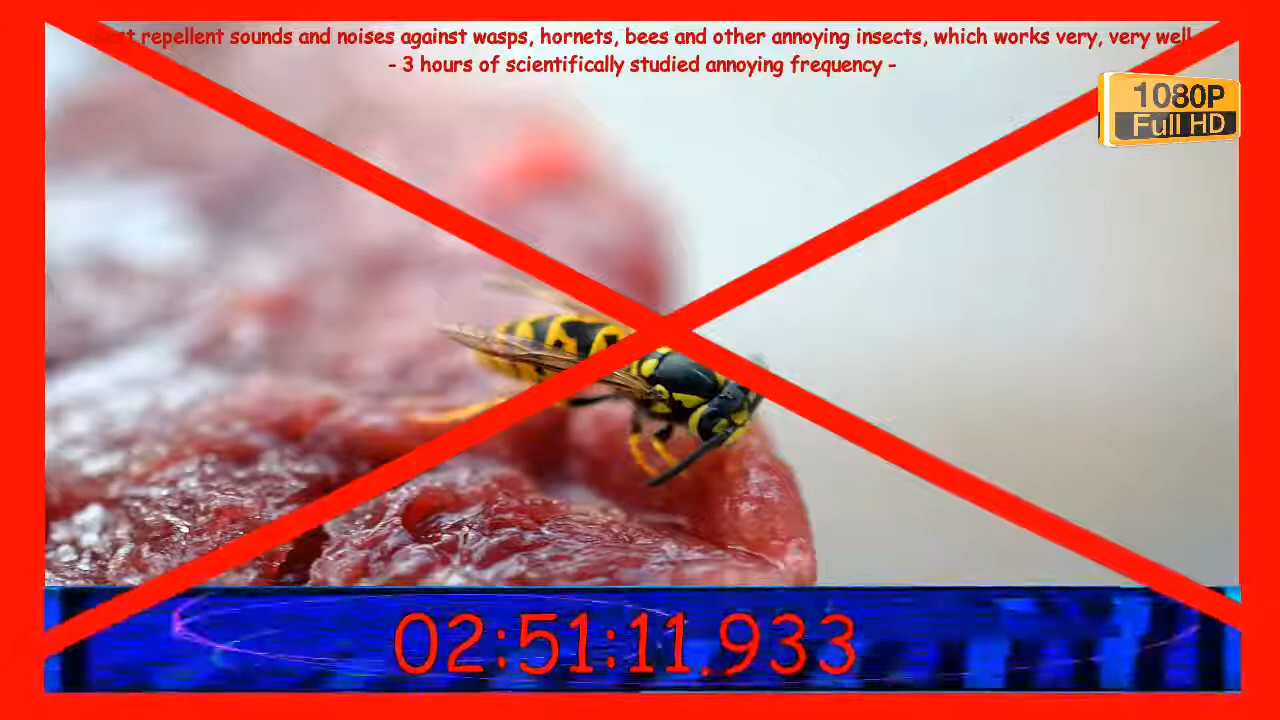 repellent sounds and noises against wasps, hornets, bees and other annoying insects, which works very, very well
- 3 hours of scientifically studied annoying frequency -
1080P
Full HD
02:51:11.933